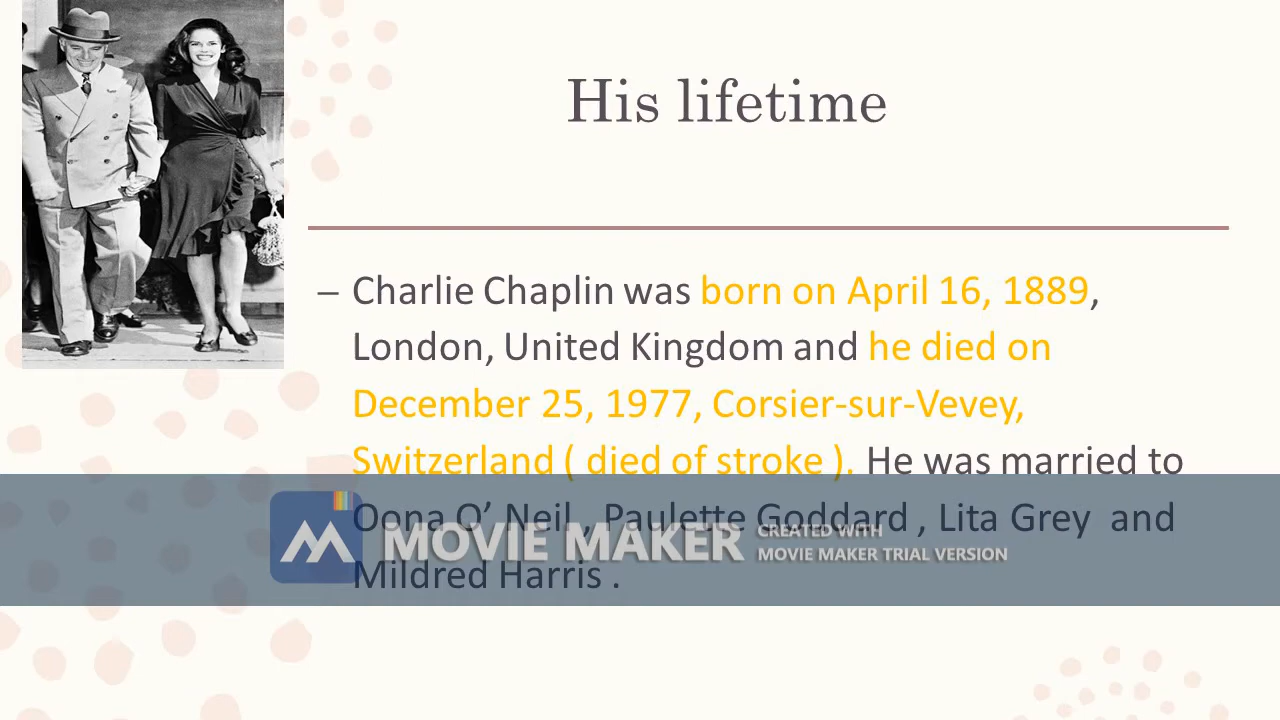 His lifetime
– Charlie Chaplin was born on April 16, 1889,
London, United Kingdom and he died on
December 25, 1977, Corsier-sur-Vevey,
Switzerland ( died of stroke ). He was married to
Oona O’ Neil , Paulette Goddard , Lita Grey  and
Mildred Harris .
MOVIE MAKER
CREATED WITH
MOVIE MAKER TRIAL VERSION